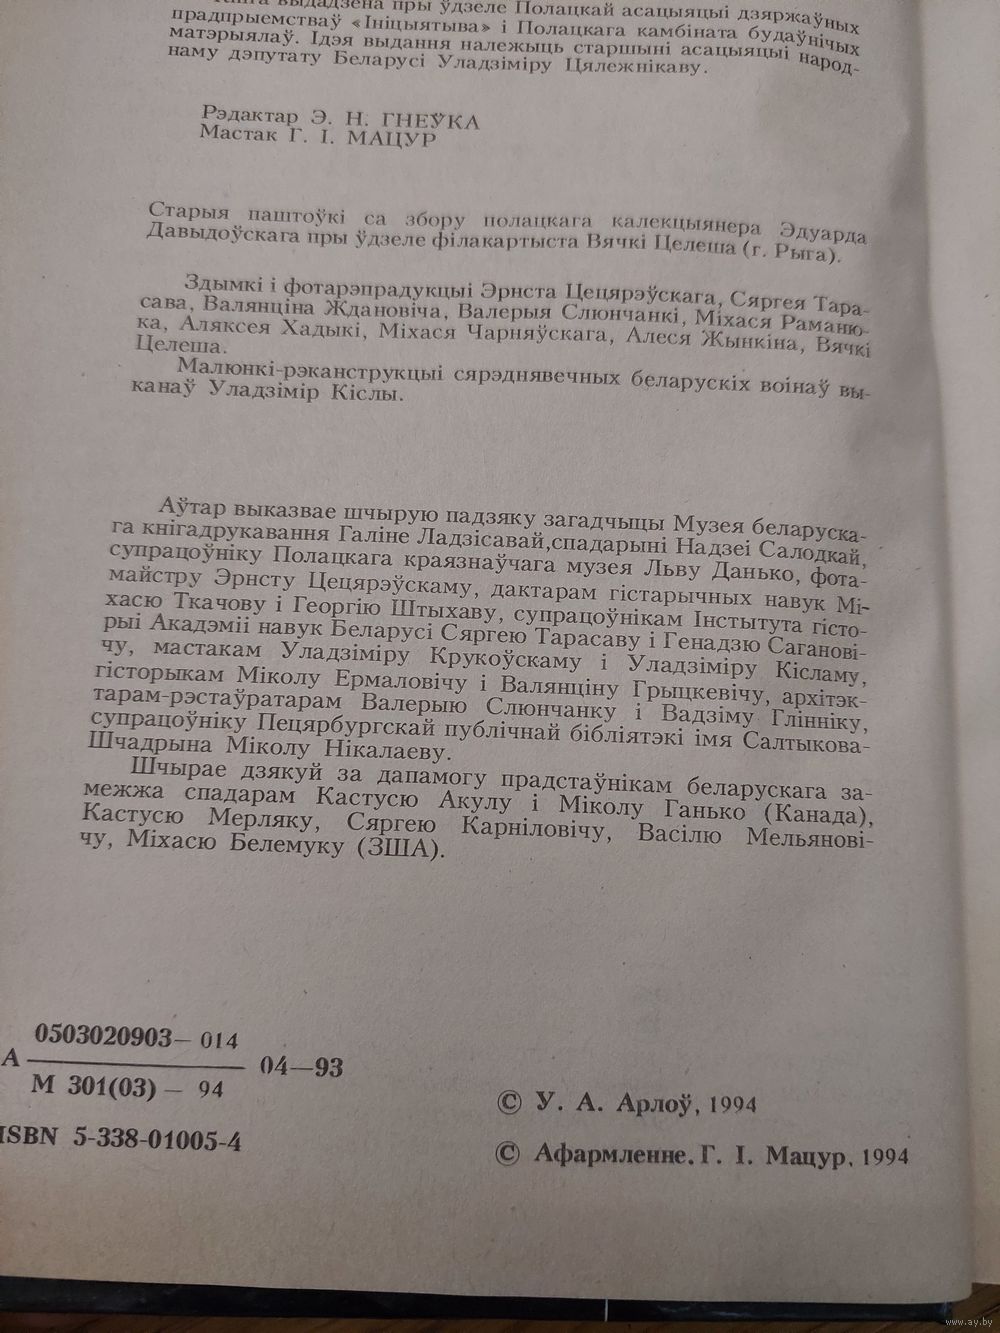 Кніга выдадзена пры ўдзеле Полацкай асацыяцыі дзяржаўных
прадпрыемстваў «Ініцыятыва» і Полацкага камбіната будаўнічых
матэрыялаў. Ідэя выдання належыць старшыні асацыяцыі народ-
наму дэпутату Беларусі Уладзіміру Цялежнікаву.
Рэдактар Э. Н. ГНЕЎКА
Мастак Г. І. МАЦУР
Старыя паштоўкі са збору полацкага калекцыянера Эдуарда
Давыдоўскага пры ўдзеле філакартыста Вячкі Целеша (г. Рыга).
Здымкі і фотарэпрадукцыі Эрнста Цецярэўскага, Сяргея Тара-
сава, Валянціна Ждановіча, Валерыя Слюнчанкі, Міхася Раманю-
ка, Аляксея Хадыкі, Міхася Чарняўскага, Алеся Жынкіна, Вячкі
Целеша.
Малюнкі-рэканструкцыі сярэднявечных беларускіх воінаў вы-
канаў Уладзімір Кіслы.
Аўтар выказвае шчырую падзяку загадчыцы Музея беларуска-
га кнігадрукавання Галіне Ладзісавай,спадарыні Надзеі Салодкай,
супрацоўніку Полацкага краязнаўчага музея Льву Данько, фота-
майстру Эрнсту Цецярэўскаму, дактарам гістарычных навук Мі-
хасю Ткачову і Георгію Штыхаву, супрацоўнікам Інстытута гісто-
рыі Акадэміі навук Беларусі Сяргею Тарасаву і Генадзю Сагановi-
чу, мастакам Уладзіміру Крукоўскаму і Уладзіміру Кісламу,
гісторыкам Міколу Ермаловічу і Валянціну Грыцкевічу, архітэк-
тарам-рэстаўратарам Валерыю Слюнчанку і Вадзіму Глінніку,
супрацоўніку Пецярбургскай публічнай бібліятэкі імя Салтыкова-
Шчадрына Міколу Нікалаеву.
Шчырае дзякуй за дапамогу прадстаўнікам беларускага за-
межжа спадарам Кастусю Акулу і Міколу Ганько (Канада),
Кастусю Мерляку, Сяргею Карніловічу, Васілю Мельянові-
чу, Міхасю Белемуку (ЗША).
0503020903— 014
А 04—93
М 301(03) — 94
ISBN 5-338-01005-4
© У. А. Арлоў, 1994
© Афармленне. Г. І. Мацур, 1994
www.ay.by